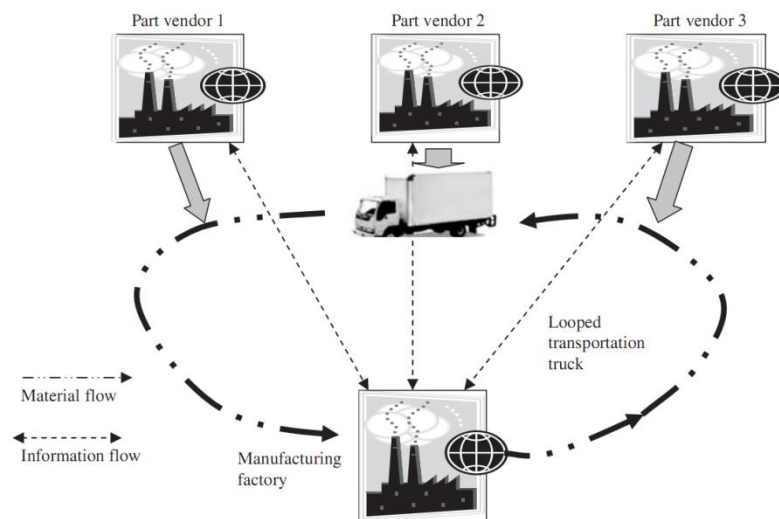 Part vendor 1
Part vendor 2
Part vendor 3
Looped
transportation
truck
Material flow
Information flow
Manufacturing
factory